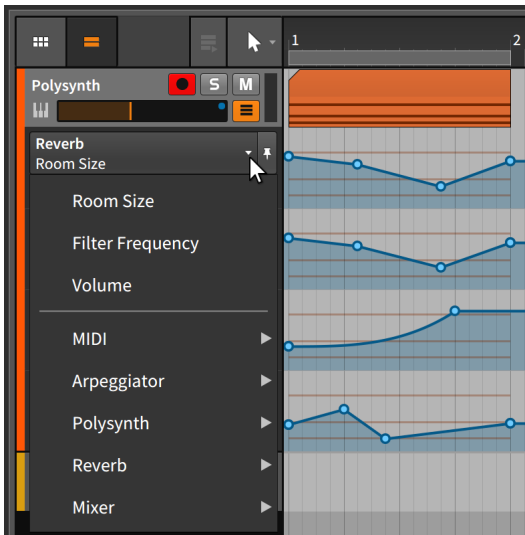 1
2
Polysynth
S
M
Reverb
Room Size
Room Size
Filter Frequency
Volume
MIDI
Arpeggiator
Polysynth
Reverb
Mixer